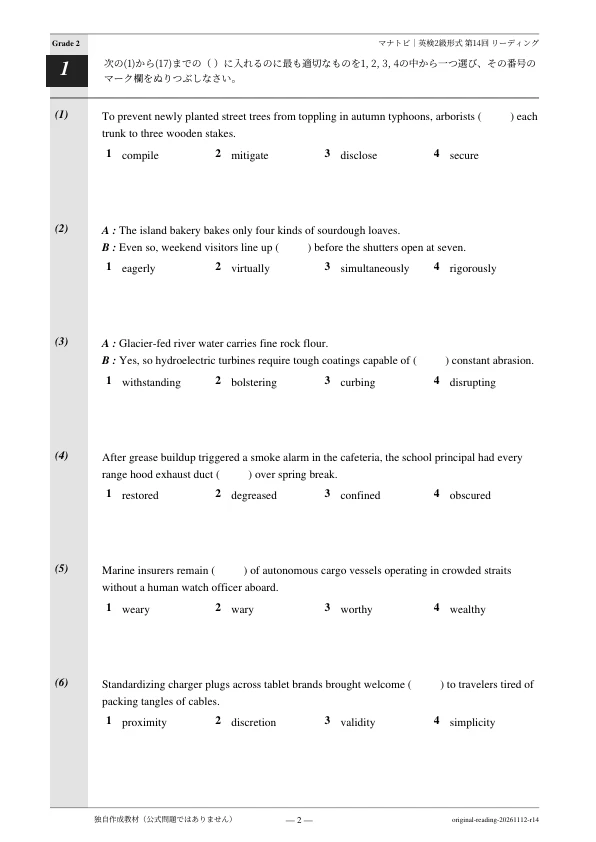 Grade 2
マナトビ｜英検2級形式 第14回 リーディング
1
次の(1)から(17)までの（ ）に入れるのに最も適切なものを1, 2, 3, 4の中から一つ選び、その番号の
マーク欄をぬりつぶしなさい。
(1)
To prevent newly planted street trees from toppling in autumn typhoons, arborists ( ) each
trunk to three wooden stakes.
1 compile 2 mitigate 3 disclose 4 secure
(2)
A : The island bakery bakes only four kinds of sourdough loaves.
B : Even so, weekend visitors line up ( ) before the shutters open at seven.
1 eagerly 2 virtually 3 simultaneously 4 rigorously
(3)
A : Glacier-fed river water carries fine rock flour.
B : Yes, so hydroelectric turbines require tough coatings capable of ( ) constant abrasion.
1 withstanding 2 bolstering 3 curbing 4 disrupting
(4)
After grease buildup triggered a smoke alarm in the cafeteria, the school principal had every
range hood exhaust duct ( ) over spring break.
1 restored 2 degreased 3 confined 4 obscured
(5)
Marine insurers remain ( ) of autonomous cargo vessels operating in crowded straits
without a human watch officer aboard.
1 weary 2 wary 3 worthy 4 wealthy
(6)
Standardizing charger plugs across tablet brands brought welcome ( ) to travelers tired of
packing tangles of cables.
1 proximity 2 discretion 3 validity 4 simplicity
独自作成教材（公式問題ではありません）
— 2 —
original-reading-20261112-r14